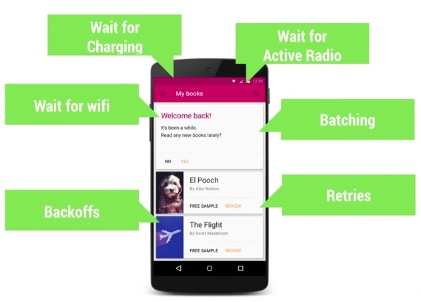 Wait for
Charging
Wait for
Active Radio
My books
Wait for wifi
Welcome back!
It's been a while.
Read any new books lately?
Batching
NO
YES
El Pooch
By Alex Nelson
Retries
FREE SAMPLE REVIEW
Backoffs
The Flight
By Scott Masterson
FREE SAMPLE REVIEW